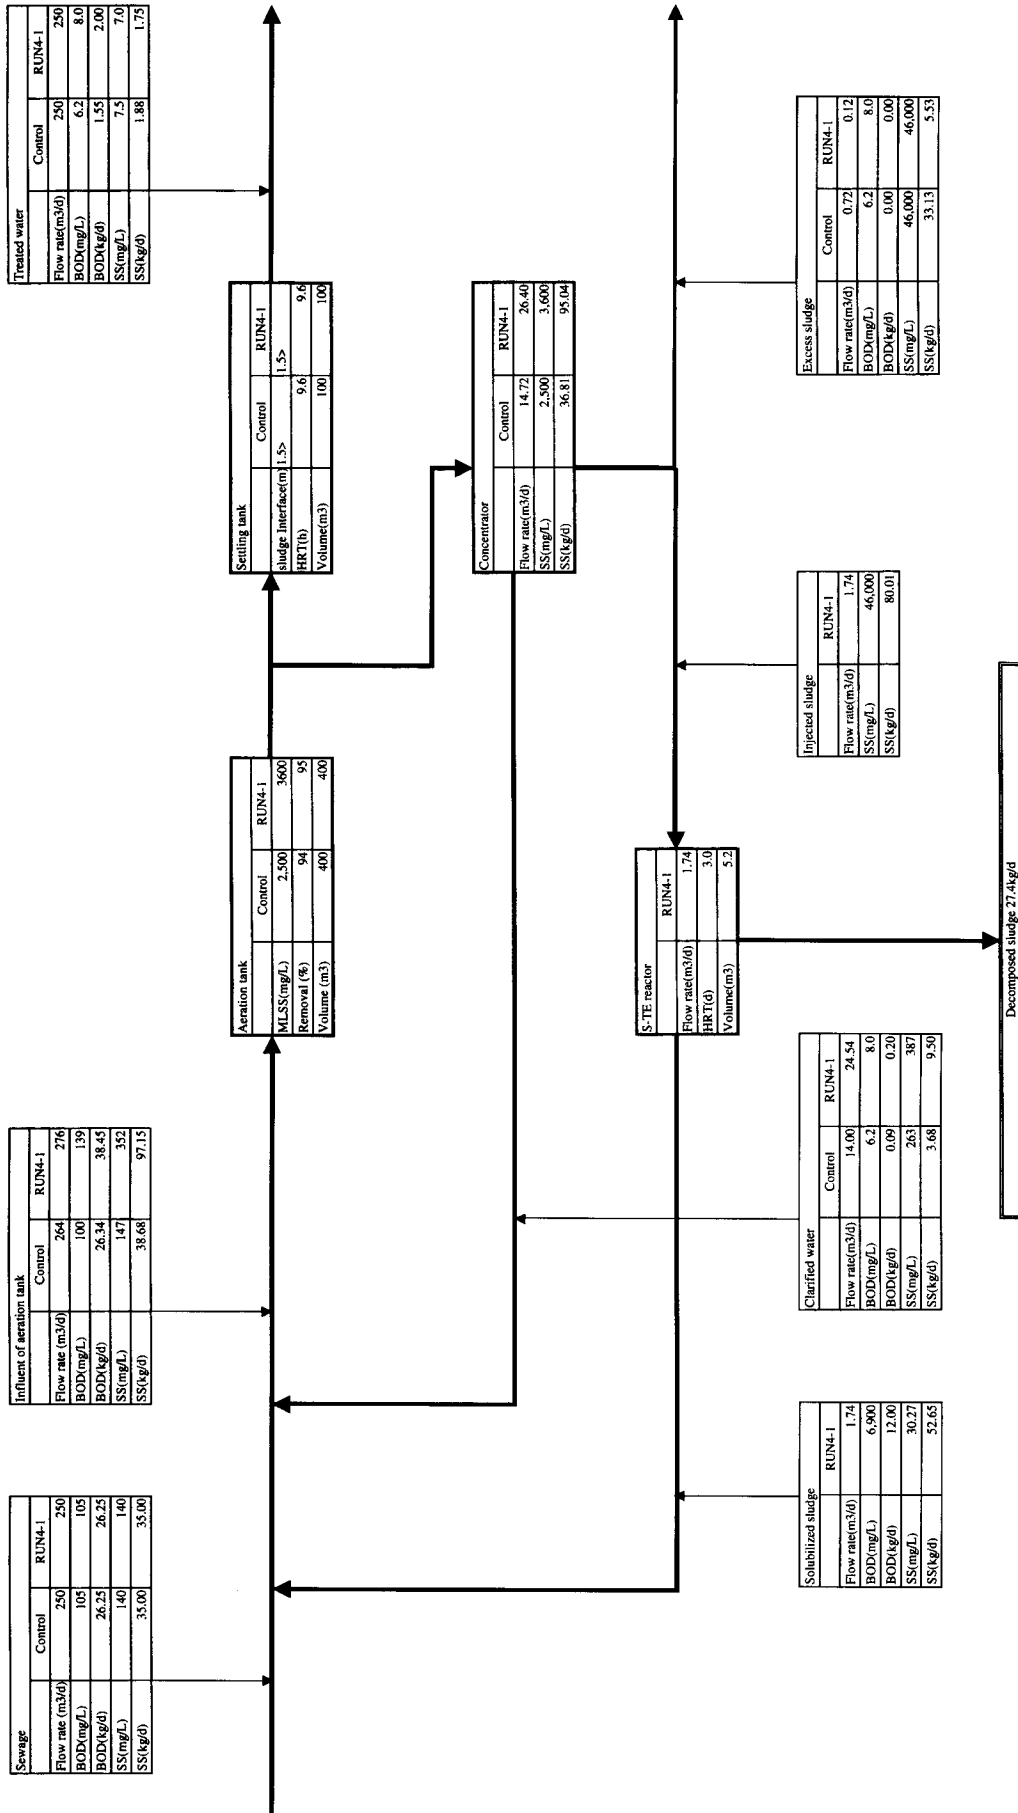 Sewage
Control RUN4-1
Flow rate (m3/d) 250 250
BOD(mg/L) 105 105
BOD(kg/d) 26.25 26.25
SS(mg/L) 140 140
SS(kg/d) 35.00 35.00
Influent of aeration tank
Control RUN4-1
Flow rate (m3/d) 264 276
BOD(mg/L) 100 139
BOD(kg/d) 26.34 38.45
SS(mg/L) 147 352
SS(kg/d) 38.68 97.15
Treated water
Control RUN4-1
Flow rate(m3/d) 250 250
BOD(mg/L) 6.2 8.0
BOD(kg/d) 1.55 2.00
SS(mg/L) 7.5 7.0
SS(kg/d) 1.88 1.75
Aeration tank
Control RUN4-1
MLSS(mg/L) 2,500 3600
Removal (%) 94 95
Volume (m3) 400 400
Settling tank
Control RUN4-1
sludge Interface(m) 1.5> 1.5>
HRT(h) 9.6 9.6
Volume(m3) 100 100
Concentrator
Control RUN4-1
Flow rate(m3/d) 14.72 26.40
SS(mg/L) 2,500 3,600
SS(kg/d) 36.81 95.04
S-TE reactor
RUN4-1
Flow rate(m3/d) 1.74
HRT(d) 3.0
Volume(m3) 5.2
Solubilized sludge
RUN4-1
Flow rate(m3/d) 1.74
BOD(mg/L) 6,900
BOD(kg/d) 12.00
SS(mg/L) 30.27
SS(kg/d) 52.65
Clarified water
Control RUN4-1
Flow rate(m3/d) 14.00 24.54
BOD(mg/L) 6.2 8.0
BOD(kg/d) 0.09 0.20
SS(mg/L) 263 387
SS(kg/d) 3.68 9.50
Injected sludge
RUN4-1
Flow rate(m3/d) 1.74
SS(mg/L) 46,000
SS(kg/d) 80.01
Excess sludge
Control RUN4-1
Flow rate(m3/d) 0.72 0.12
BOD(mg/L) 6.2 8.0
BOD(kg/d) 0.00 0.00
SS(mg/L) 46,000 46,000
SS(kg/d) 33.13 5.53
Decomposed sludge 27.4kg/d